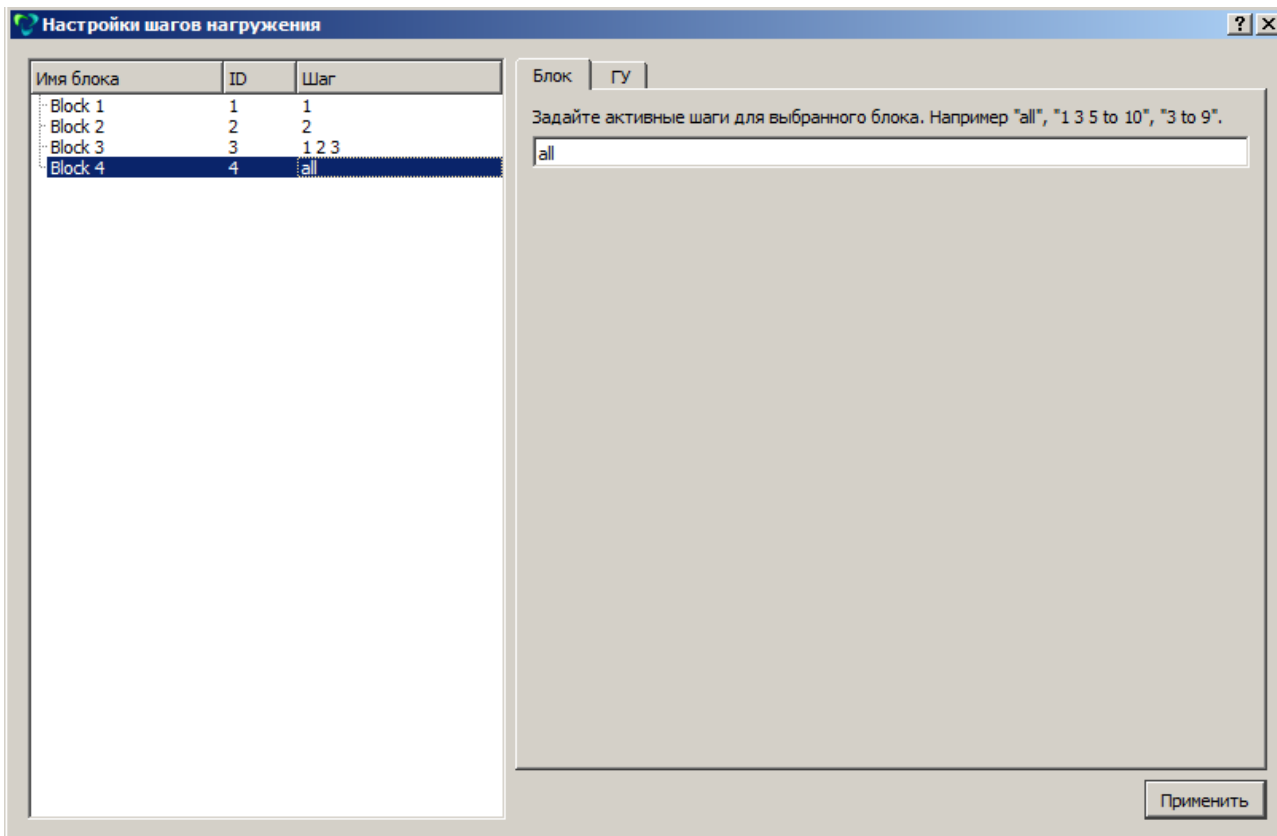 Настройки шагов нагружения
Имя блока ID Шаг
Block 1 1 1
Block 2 2 2
Block 3 3 1 2 3
Block 4 4 all
Блок ГУ
Задайте активные шаги для выбранного блока. Например "all", "1 3 5 to 10", "3 to 9".
all
Применить